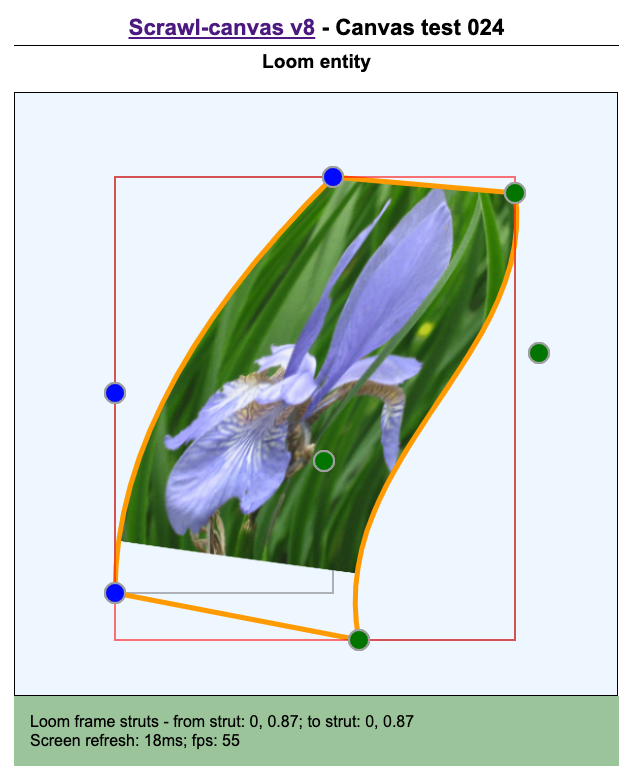 Scrawl-canvas v8 - Canvas test 024
Loom entity
Loom frame struts - from strut: 0, 0.87; to strut: 0, 0.87
Screen refresh: 18ms; fps: 55